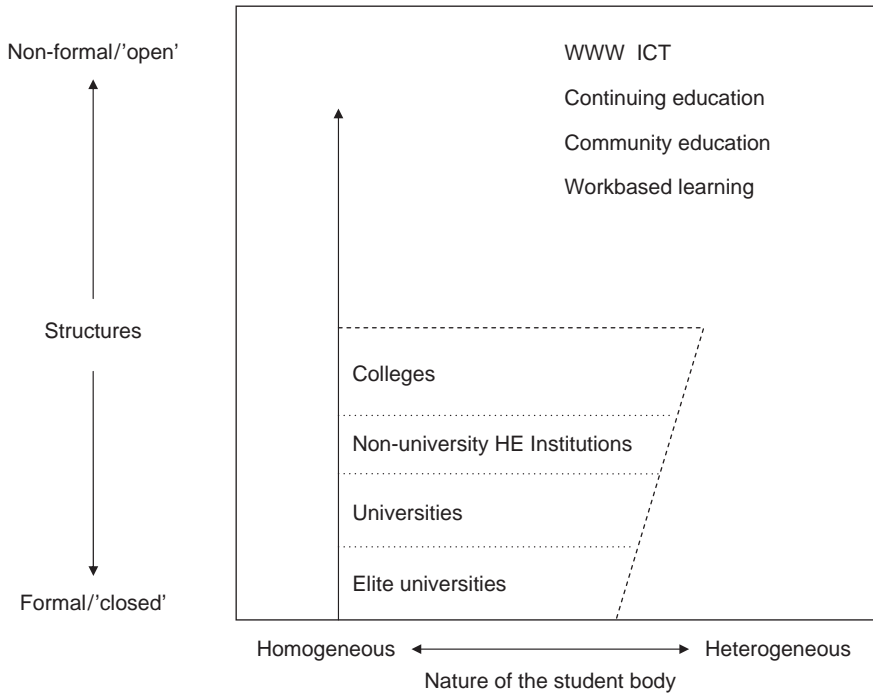 Non-formal/'open'
WWW  ICT
Continuing education
Community education
Workbased learning
Structures
Colleges
Non-university HE Institutions
Universities
Elite universities
Formal/'closed'
Homogeneous
Heterogeneous
Nature of the student body